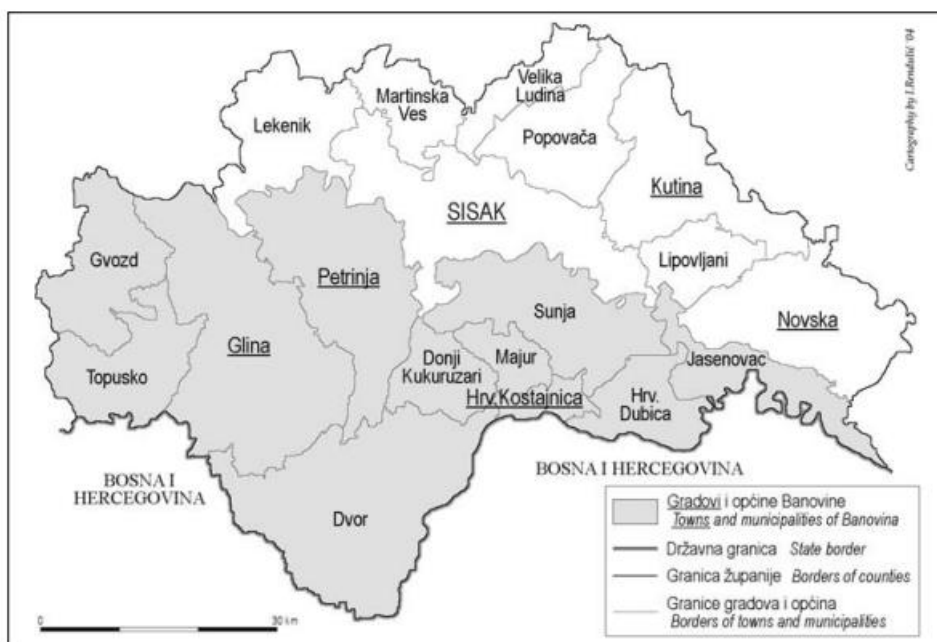 Cartography by I.Rendulić '04
Velika
Ludina
Martinska
Ves
Lekenik
Popovača
Kutina
SISAK
Gvozd
Lipovljani
Petrinja
Sunja
Novska
Glina
Topusko
Donji
Kukuruzari
Majur
Jasenovac
Hrv.Kostajnica
Hrv.
Dubica
BOSNA I
HERCEGOVINA
BOSNA I HERCEGOVINA
Dvor
Gradovi i općine Banovine
Towns and municipalities of Banovina
Državna granica State border
Granica županije Borders of counties
Granice gradova i općina
Borders of towns and municipalities
0 30 km